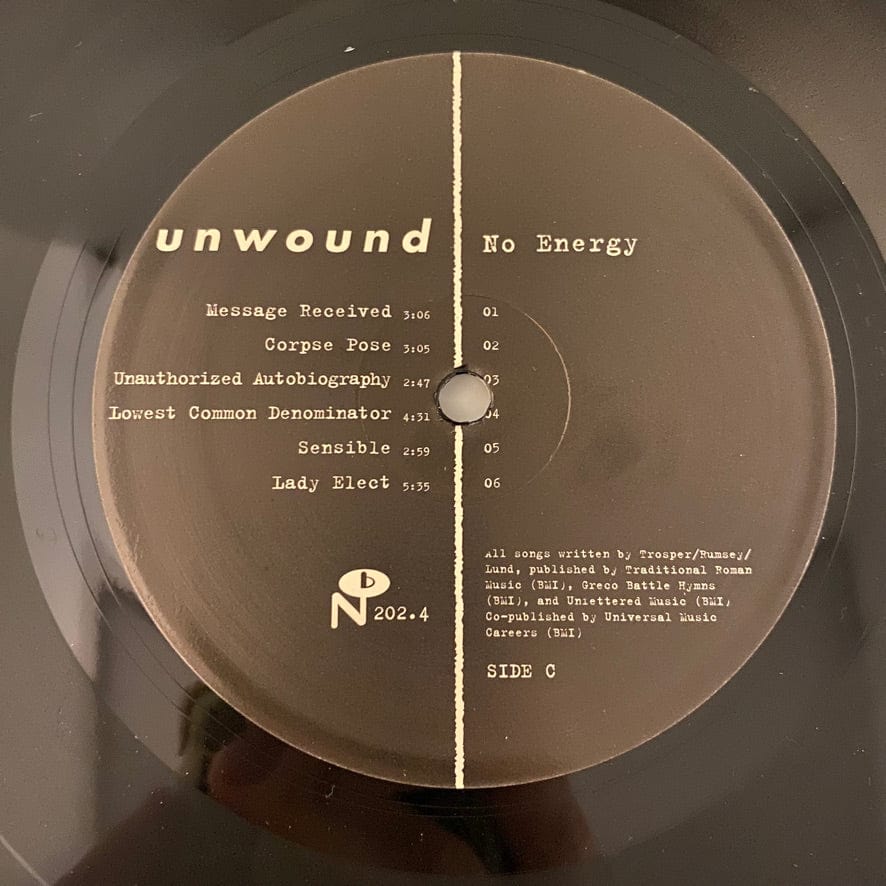 unwound No Energy
Message Received 3:06 01
Corpse Pose 3:05 02
Unauthorized Autobiography 2:47 03
Lowest Common Denominator 4:31 04
Sensible 2:59 05
Lady Elect 5:35 06
All songs written by Trosper/Rumsey/
Lund, published by Traditional Roman
Music (BMI), Greco Battle Hymns
(BMI), and Unfettered Music (BMI)
Co-published by Universal Music
Careers (BMI)
N b 202.4
SIDE C